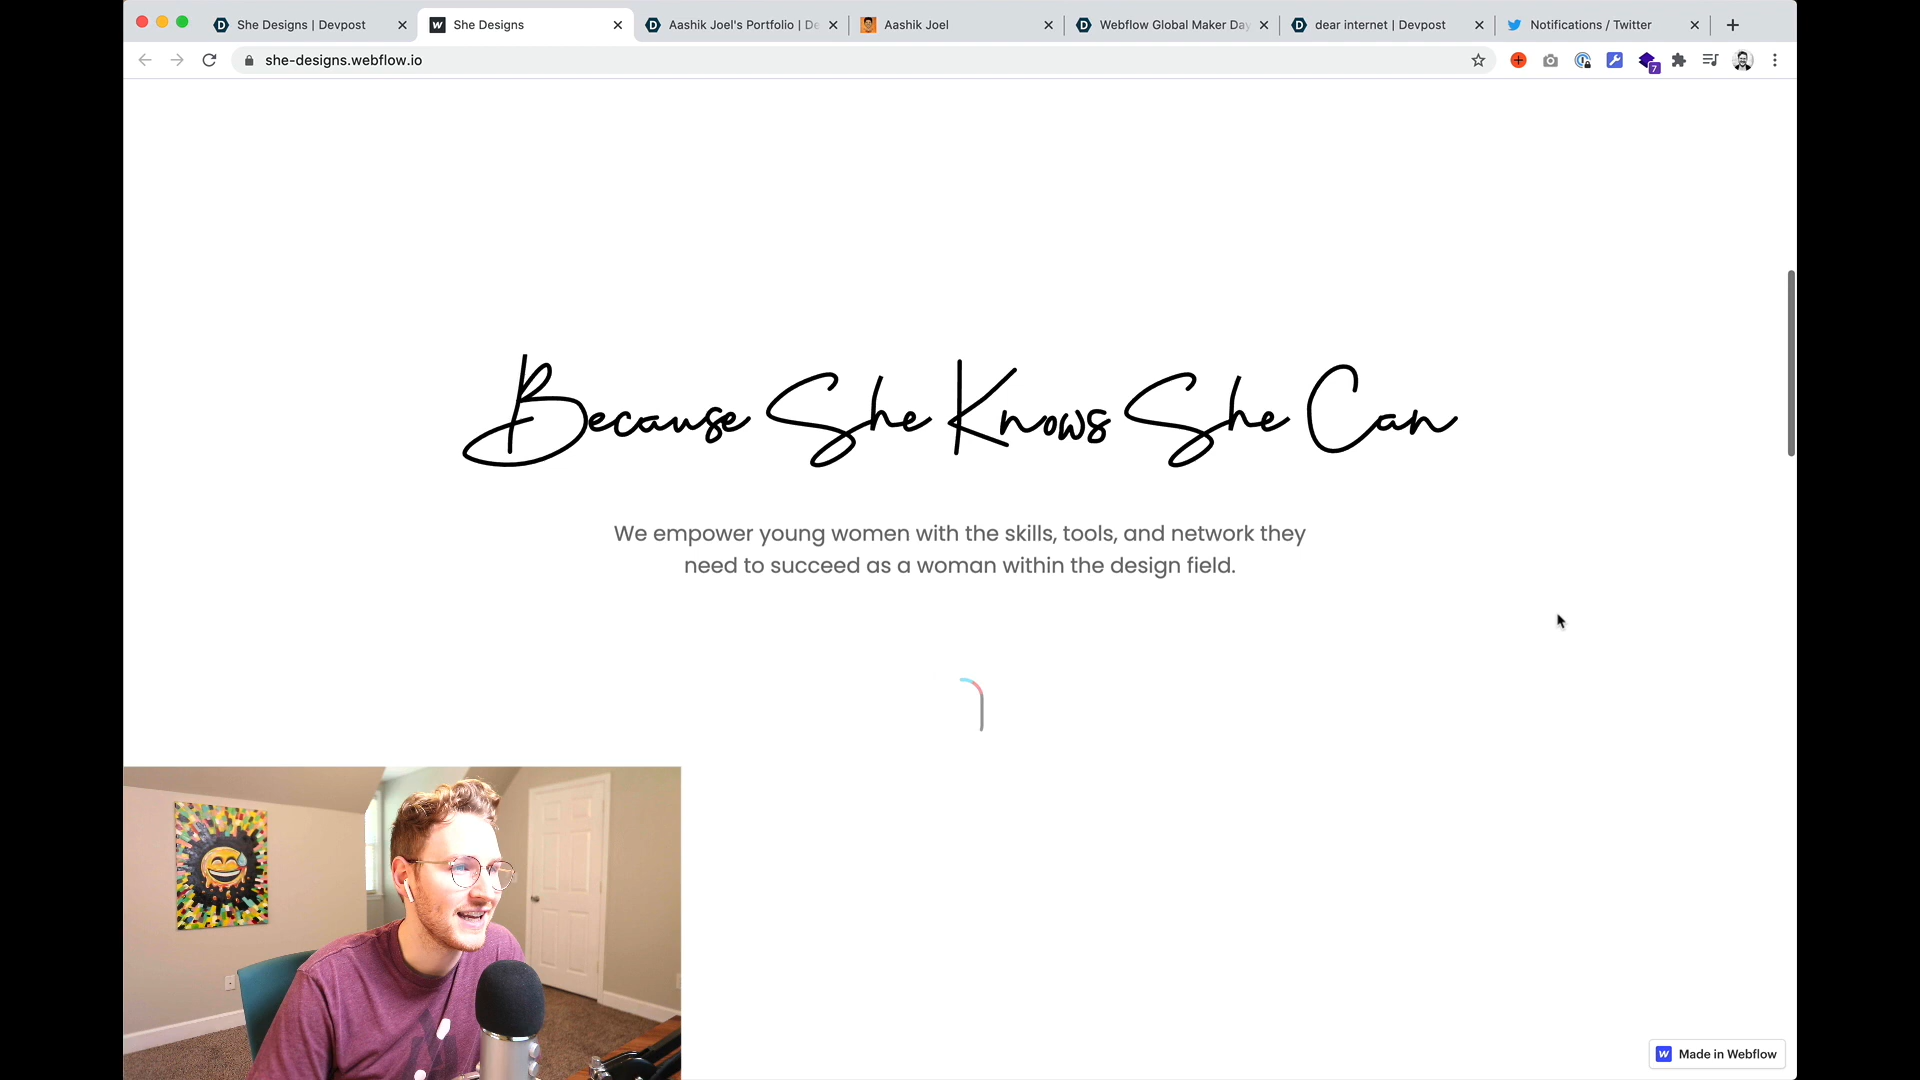 She Designs | Devpost
She Designs
Aashik Joel's Portfolio | De
Aashik Joel
Webflow Global Maker Day
dear internet | Devpost
Notifications / Twitter
she-designs.webflow.io
7
Because She Knows She Can
We empower young women with the skills, tools, and network they
need to succeed as a woman within the design field.
Made in Webflow